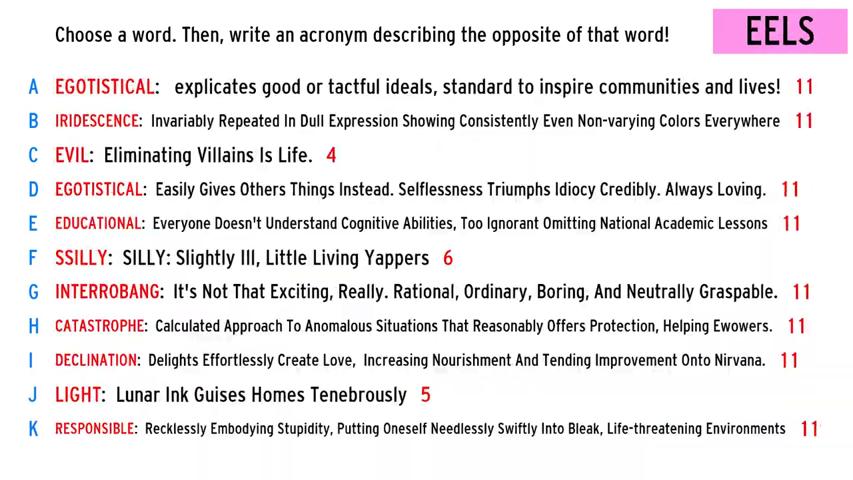 Choose a word. Then, write an acronym describing the opposite of that word!
EELS
A EGOTISTICAL: explicates good or tactful ideals, standard to inspire communities and lives! 11
B IRIDESCENCE: Invariably Repeated In Dull Expression Showing Consistently Even Non-varying Colors Everywhere 11
C EVIL: Eliminating Villains Is Life. 4
D EGOTISTICAL: Easily Gives Others Things Instead. Selflessness Triumphs Idiocy Credibly. Always Loving. 11
E EDUCATIONAL: Everyone Doesn't Understand Cognitive Abilities, Too Ignorant Omitting National Academic Lessons 11
F SSILLY: SILLY: Slightly Ill, Little Living Yappers 6
G INTERROBANG: It's Not That Exciting, Really. Rational, Ordinary, Boring, And Neutrally Graspable. 11
H CATASTROPHE: Calculated Approach To Anomalous Situations That Reasonably Offers Protection, Helping Ewowers. 11
I DECLINATION: Delights Effortlessly Create Love, Increasing Nourishment And Tending Improvement Onto Nirvana. 11
J LIGHT: Lunar Ink Guises Homes Tenebrously 5
K RESPONSIBLE: Recklessly Embodying Stupidity, Putting Oneself Needlessly Swiftly Into Bleak, Life-threatening Environments 11